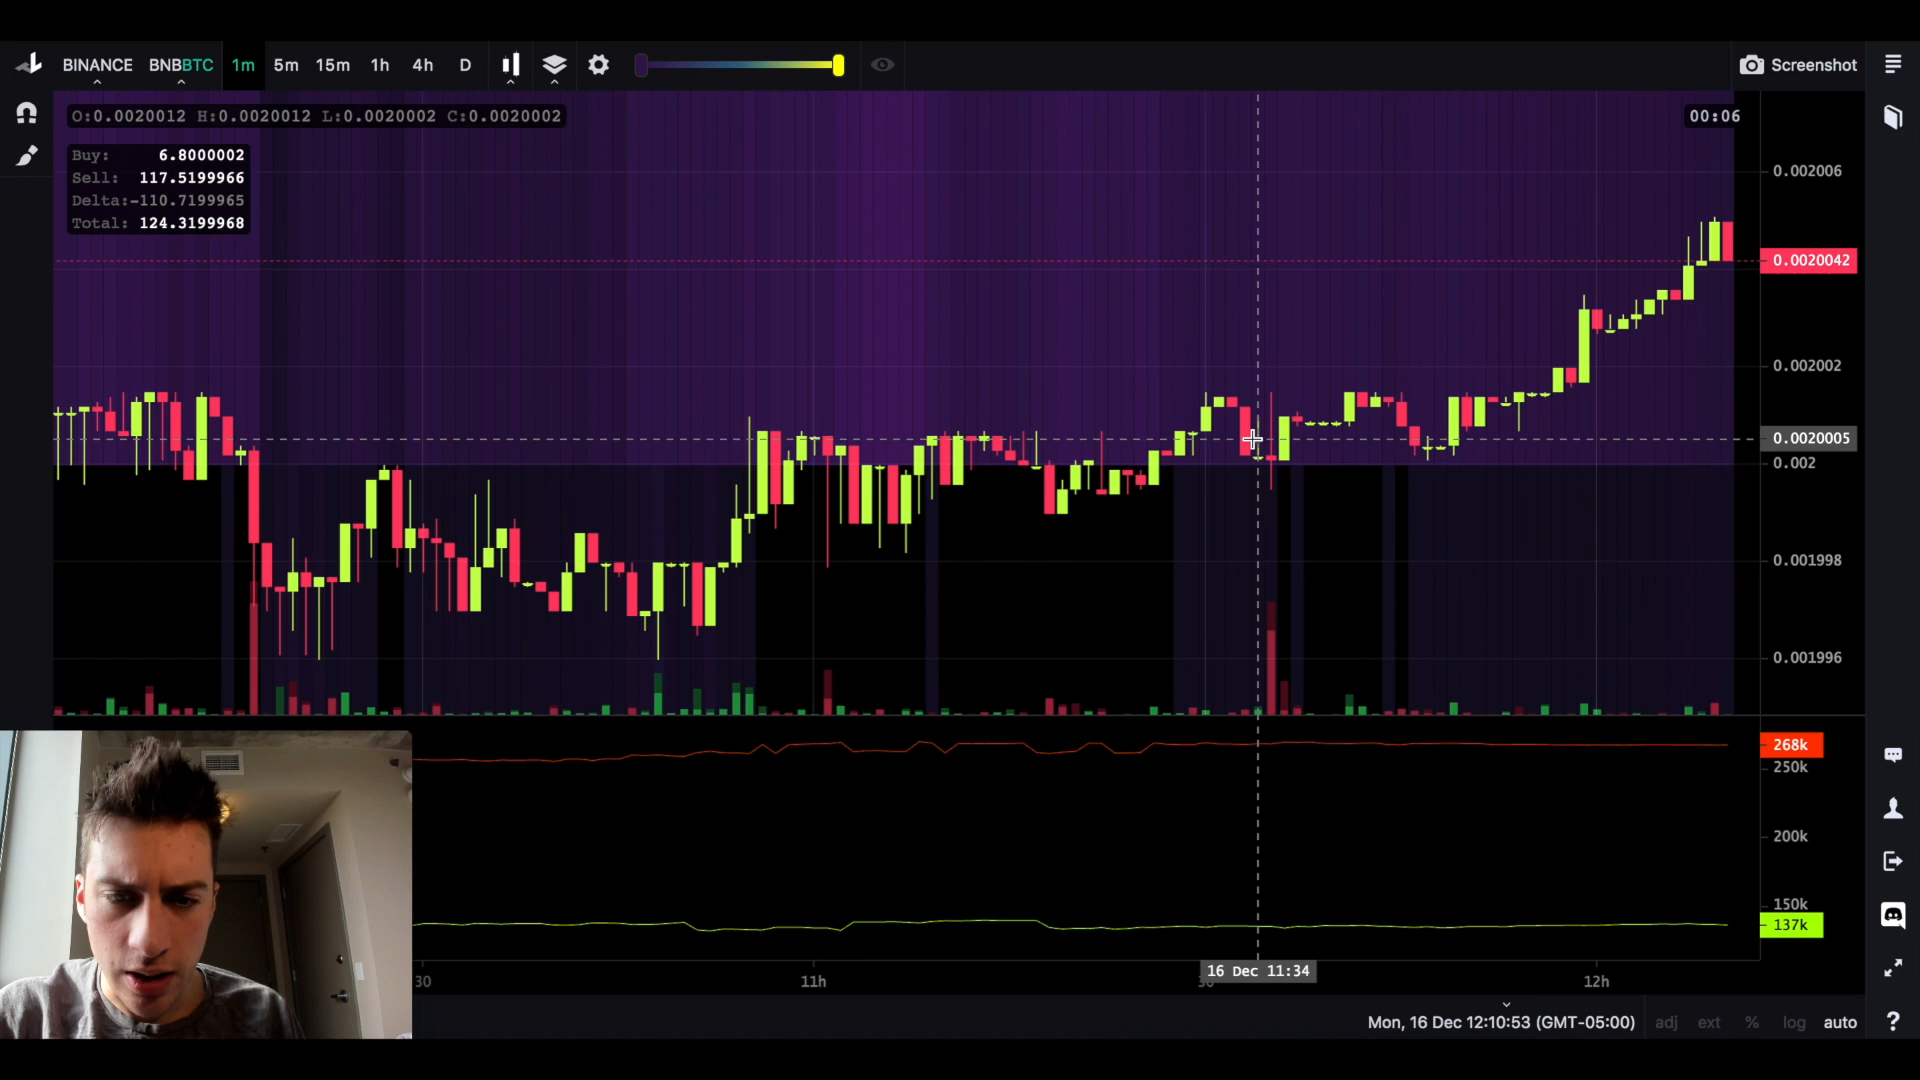 BINANCE BNBBTC 1m 5m 15m 1h 4h D Screenshot
O:0.0020012 H:0.0020012 L:0.0020002 C:0.0020002
00:06
Buy: 6.8000002
Sell: 117.5199966
Delta:-110.7199965
Total: 124.3199968
0.002006
0.0020042
0.002002
0.0020005
0.002
0.001998
0.001996
268k
250k
200k
150k
137k
16 Dec 11:34
30 11h 12h
Mon, 16 Dec 12:10:53 (GMT-05:00) adj ext % log auto